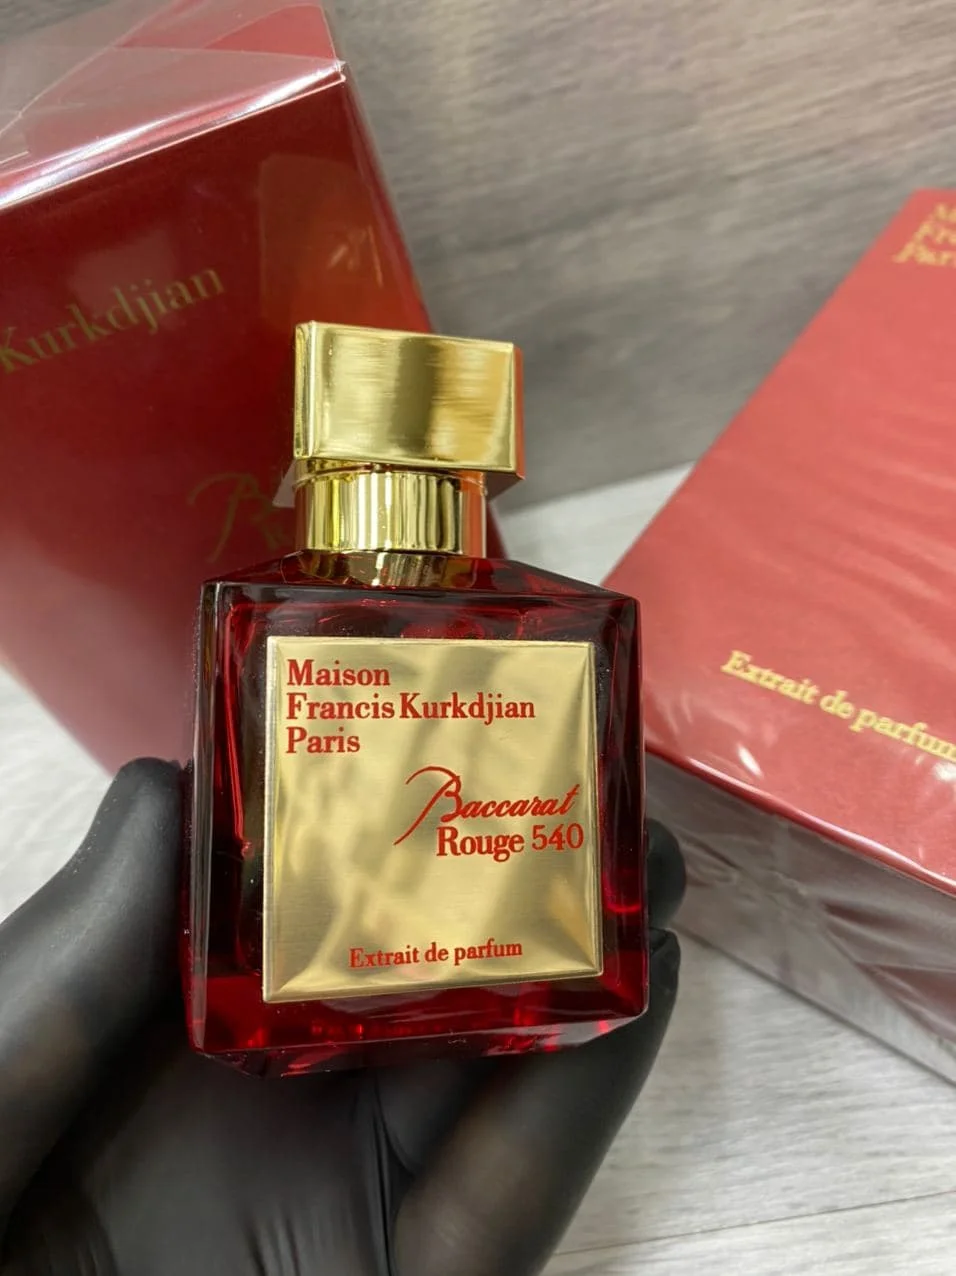 Kurkdjian
Maison
Francis Kurkdjian
Paris
Baccarat
Rouge 540
Extrait de parfum
Extrait de parfum